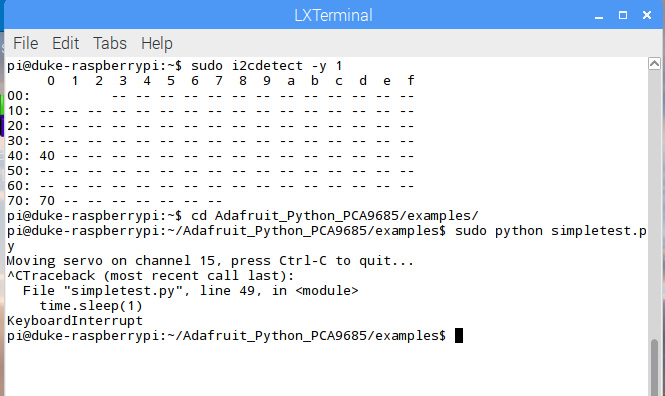 LXTerminal
File Edit Tabs Help
pi@duke-raspberrypi:~$ sudo i2cdetect -y 1
     0  1  2  3  4  5  6  7  8  9  a  b  c  d  e  f
00:          -- -- -- -- -- -- -- -- -- -- -- -- --
10: -- -- -- -- -- -- -- -- -- -- -- -- -- -- -- --
20: -- -- -- -- -- -- -- -- -- -- -- -- -- -- -- --
30: -- -- -- -- -- -- -- -- -- -- -- -- -- -- -- --
40: 40 -- -- -- -- -- -- -- -- -- -- -- -- -- -- --
50: -- -- -- -- -- -- -- -- -- -- -- -- -- -- -- --
60: -- -- -- -- -- -- -- -- -- -- -- -- -- -- -- --
70: 70 -- -- -- -- -- -- --
pi@duke-raspberrypi:~$ cd Adafruit_Python_PCA9685/examples/
pi@duke-raspberrypi:~/Adafruit_Python_PCA9685/examples$ sudo python simpletest.p
y
Moving servo on channel 15, press Ctrl-C to quit...
^CTraceback (most recent call last):
  File "simpletest.py", line 49, in <module>
    time.sleep(1)
KeyboardInterrupt
pi@duke-raspberrypi:~/Adafruit_Python_PCA9685/examples$